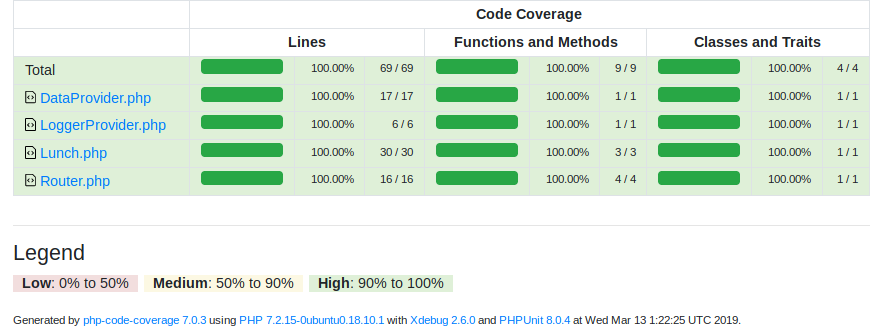 Code Coverage
Lines Functions and Methods Classes and Traits
Total 100.00% 69 / 69 100.00% 9 / 9 100.00% 4 / 4
DataProvider.php 100.00% 17 / 17 100.00% 1 / 1 100.00% 1 / 1
LoggerProvider.php 100.00% 6 / 6 100.00% 1 / 1 100.00% 1 / 1
Lunch.php 100.00% 30 / 30 100.00% 3 / 3 100.00% 1 / 1
Router.php 100.00% 16 / 16 100.00% 4 / 4 100.00% 1 / 1
Legend
Low: 0% to 50% Medium: 50% to 90% High: 90% to 100%
Generated by php-code-coverage 7.0.3 using PHP 7.2.15-0ubuntu0.18.10.1 with Xdebug 2.6.0 and PHPUnit 8.0.4 at Wed Mar 13 1:22:25 UTC 2019.